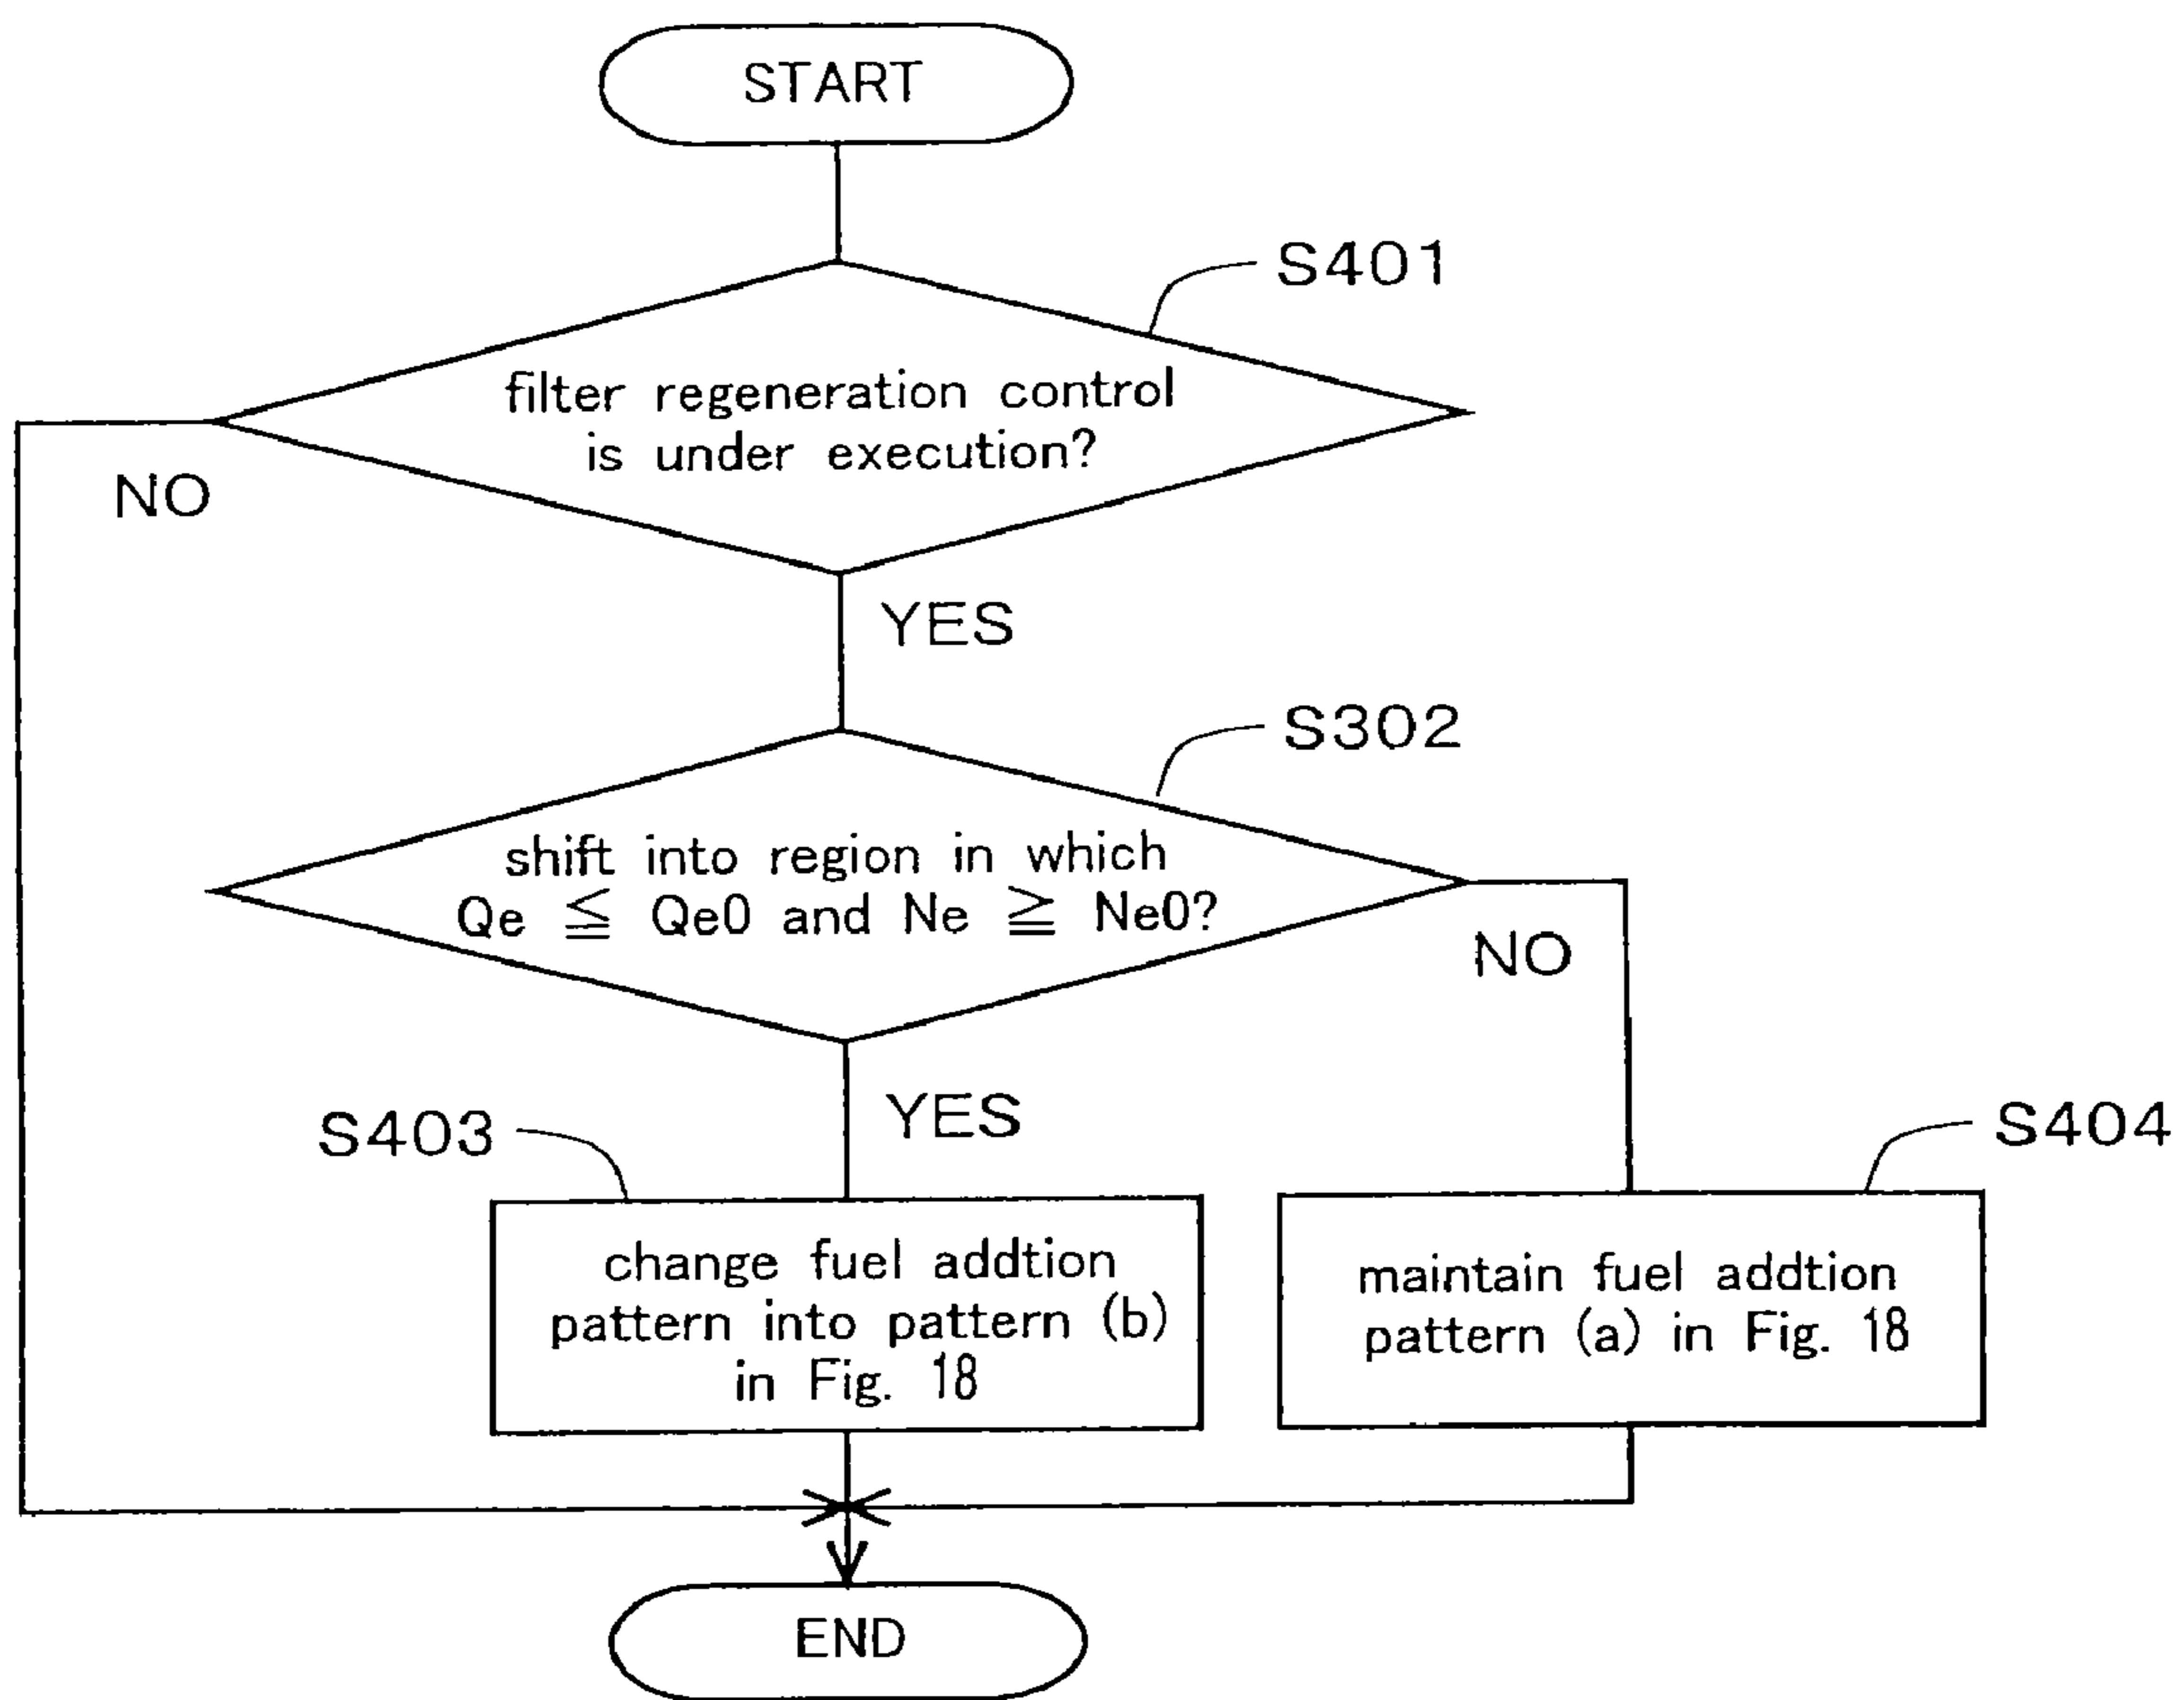 START
S401
filter regeneration control
is under execution?
NO
YES
S302
shift into region in which
Qe ≦ Qe0 and Ne ≧ Ne0?
NO
YES
S403
S404
change fuel addtion
pattern into pattern (b)
in Fig. 18
maintain fuel addtion
pattern (a) in Fig. 18
END